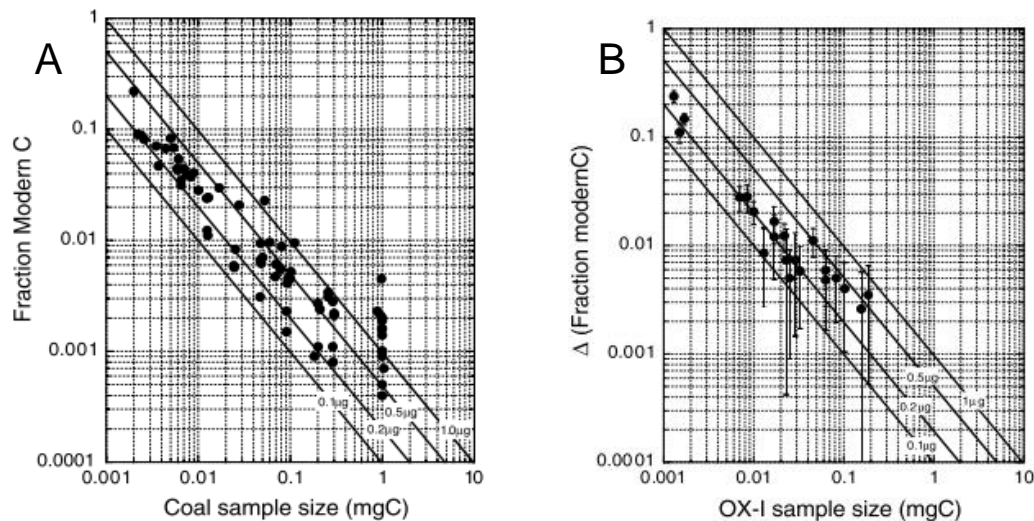 A
1
0.1
0.01
0.001
0.0001
Fraction Modern C
0.1µg
0.2µg
0.5µg
1.0µg
0.001
0.01
0.1
1
10
Coal sample size (mgC)
B
1
0.1
0.01
0.001
0.0001
Δ (Fraction modernC)
0.5µg
1µg
0.2µg
0.1µg
0.001
0.01
0.1
1
10
OX-I sample size (mgC)